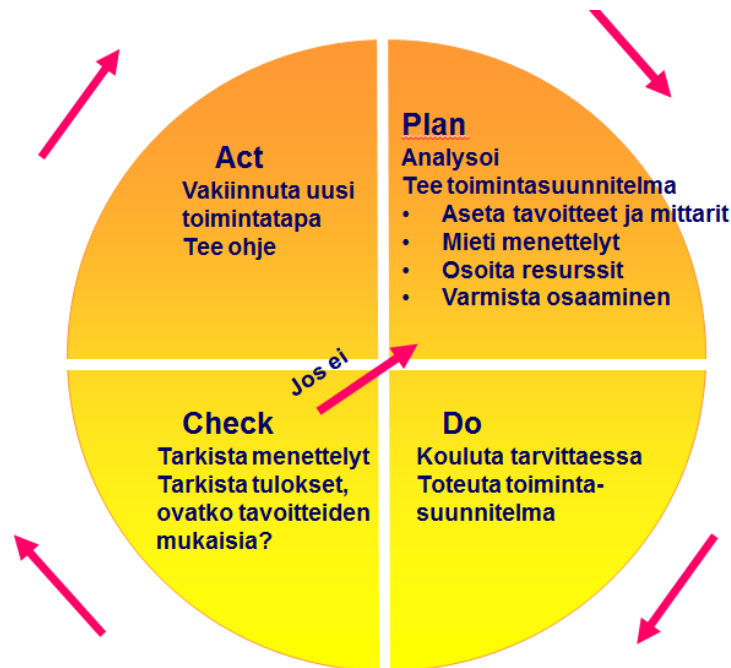 Act
Vakiinnuta uusi
toimintatapa
Tee ohje
Plan
Analysoi
Tee toimintasuunnitelma
• Aseta tavoitteet ja mittarit
• Mieti menettelyt
• Osoita resurssit
• Varmista osaaminen
Jos ei
Check
Tarkista menettelyt
Tarkista tulokset,
ovatko tavoitteiden
mukaisia?
Do
Kouluta tarvittaessa
Toteuta toiminta-
suunnitelma